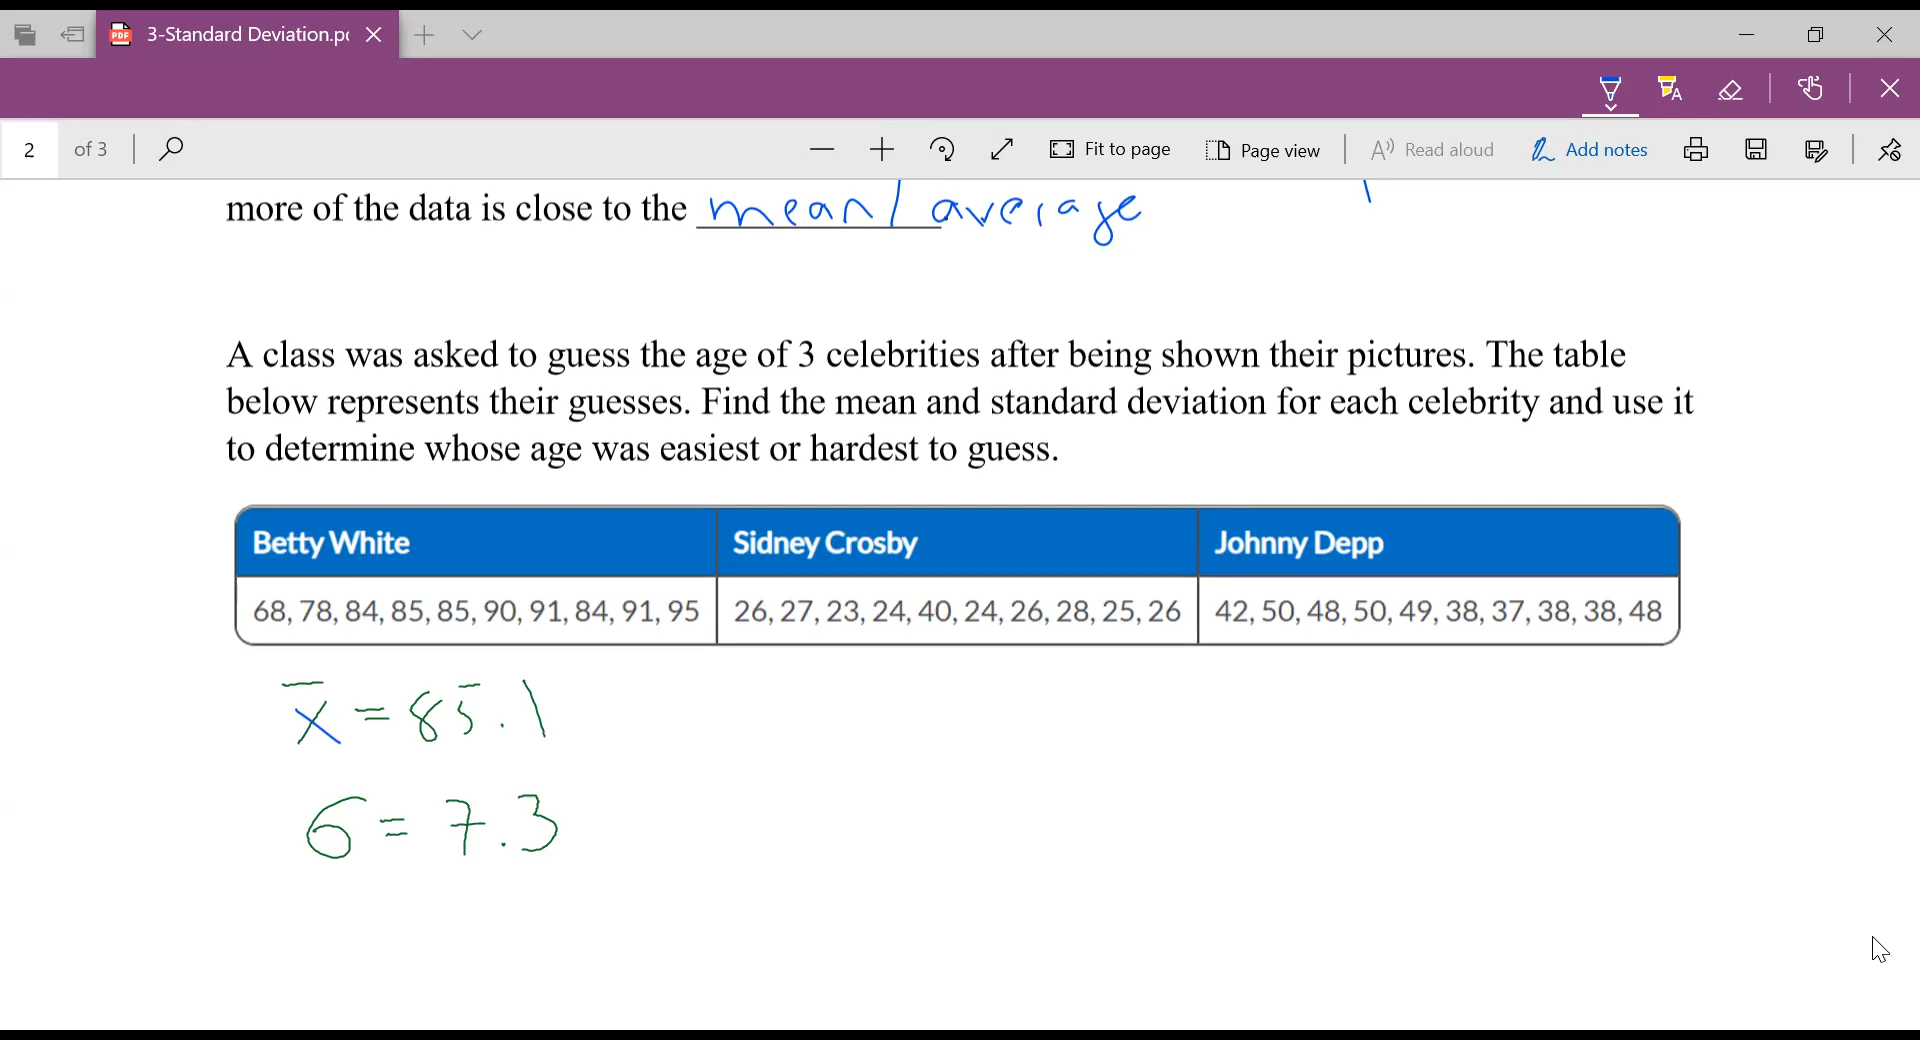 3-Standard Deviation.pd
2 of 3 Fit to page Page view Read aloud Add notes
more of the data is close to the mean/average
A class was asked to guess the age of 3 celebrities after being shown their pictures. The table
below represents their guesses. Find the mean and standard deviation for each celebrity and use it
to determine whose age was easiest or hardest to guess.
Betty White Sidney Crosby Johnny Depp
68, 78, 84, 85, 85, 90, 91, 84, 91, 95 26, 27, 23, 24, 40, 24, 26, 28, 25, 26 42, 50, 48, 50, 49, 38, 37, 38, 38, 48
x̄ = 85.1
σ = 7.3